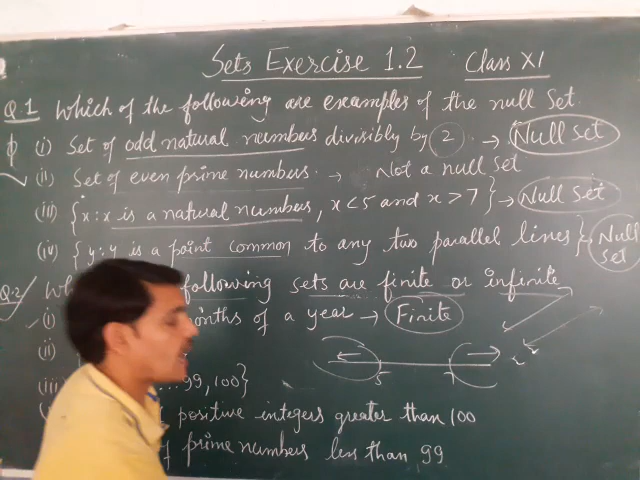 Sets Exercise 1.2 Class XI
Q.1 Which of the following are examples of the null set.
(i) Set of odd natural numbers divisibly by 2 → Null set
(ii) Set of even prime numbers → Not a null set
(iii) {x : x is a natural numbers, x < 5 and x > 7} → Null set
(iv) {y : y is a point common to any two parallel lines} Null set
Q.2 following sets are finite or infinite
(i) months of a year → Finite
(ii)
5 7
(iii) ...99, 100}
positive integers greater than 100
prime numbers less than 99